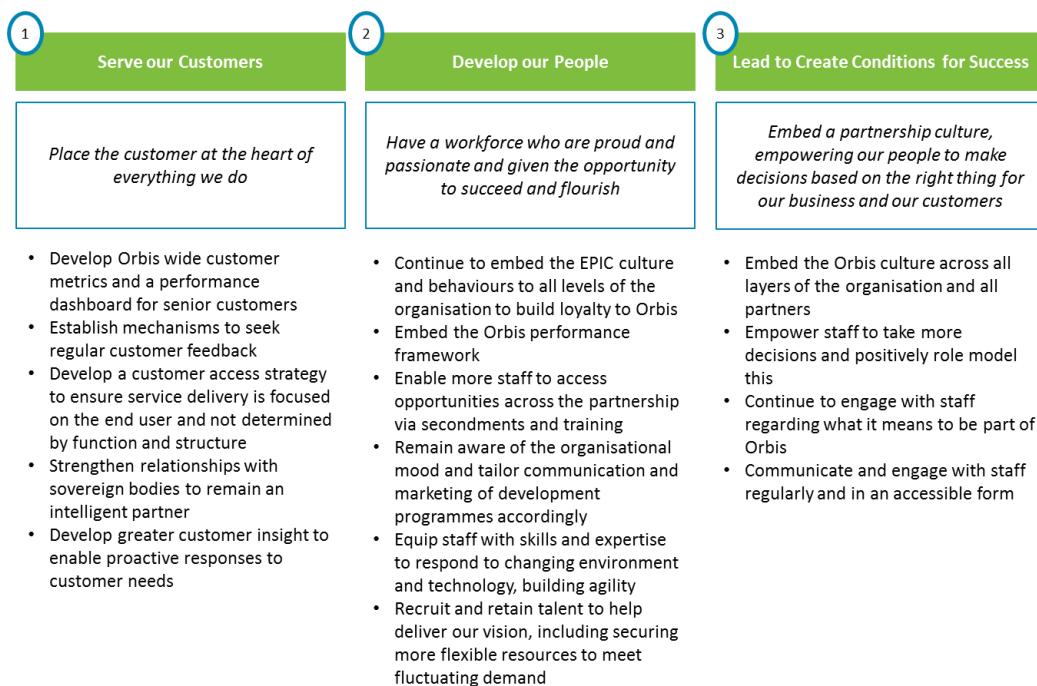 1
Serve our Customers
Place the customer at the heart of
everything we do
• Develop Orbis wide customer
metrics and a performance
dashboard for senior customers
• Establish mechanisms to seek
regular customer feedback
• Develop a customer access strategy
to ensure service delivery is focused
on the end user and not determined
by function and structure
• Strengthen relationships with
sovereign bodies to remain an
intelligent partner
• Develop greater customer insight to
enable proactive responses to
customer needs
2
Develop our People
Have a workforce who are proud and
passionate and given the opportunity
to succeed and flourish
• Continue to embed the EPIC culture
and behaviours to all levels of the
organisation to build loyalty to Orbis
• Embed the Orbis performance
framework
• Enable more staff to access
opportunities across the partnership
via secondments and training
• Remain aware of the organisational
mood and tailor communication and
marketing of development
programmes accordingly
• Equip staff with skills and expertise
to respond to changing environment
and technology, building agility
• Recruit and retain talent to help
deliver our vision, including securing
more flexible resources to meet
fluctuating demand
3
Lead to Create Conditions for Success
Embed a partnership culture,
empowering our people to make
decisions based on the right thing for
our business and our customers
• Embed the Orbis culture across all
layers of the organisation and all
partners
• Empower staff to take more
decisions and positively role model
this
• Continue to engage with staff
regarding what it means to be part of
Orbis
• Communicate and engage with staff
regularly and in an accessible form